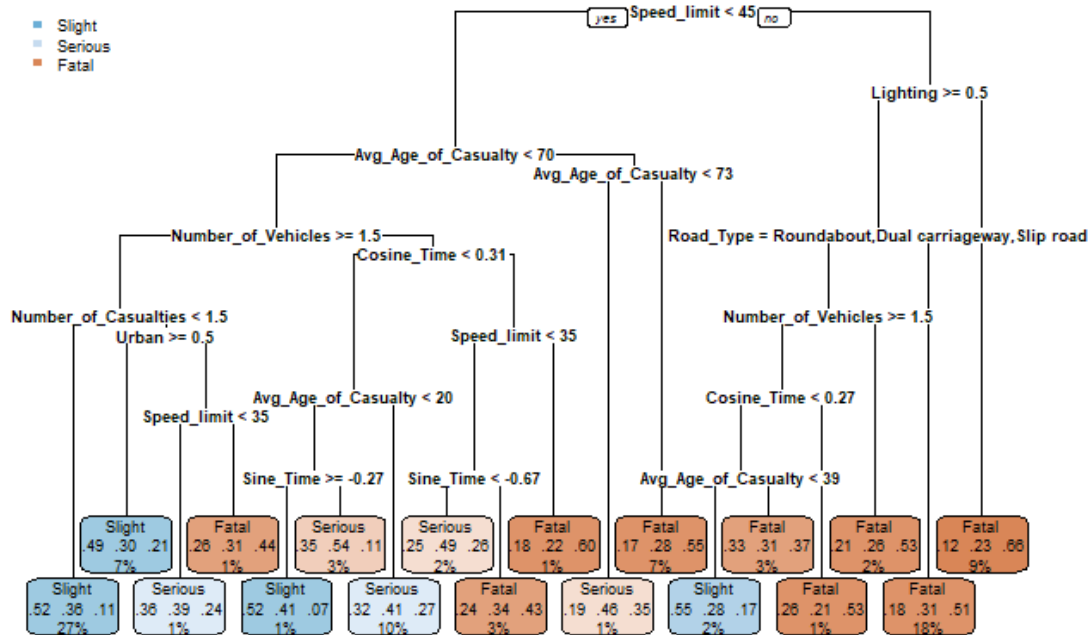 yes Speed_limit < 45 no
Slight
Serious
Fatal
Lighting >= 0.5
Avg_Age_of_Casualty < 70
Avg_Age_of_Casualty < 73
Number_of_Vehicles >= 1.5
Road_Type = Roundabout,Dual carriageway,Slip road
Cosine_Time < 0.31
Number_of_Casualties < 1.5
Number_of_Vehicles >= 1.5
Urban >= 0.5
Speed_limit < 35
Avg_Age_of_Casualty < 20
Cosine_Time < 0.27
Speed_limit < 35
Sine_Time >= -0.27
Sine_Time < -0.67
Avg_Age_of_Casualty < 39
Slight
.49 .30 .21
7%
Fatal
.26 .31 .44
1%
Serious
.35 .54 .11
3%
Serious
.25 .49 .26
2%
Fatal
.18 .22 .60
1%
Fatal
.17 .28 .55
7%
Fatal
.33 .31 .37
3%
Fatal
.21 .26 .53
2%
Fatal
.12 .23 .66
9%
Slight
.52 .36 .11
27%
Serious
.36 .39 .24
1%
Slight
.52 .41 .07
1%
Serious
.32 .41 .27
10%
Fatal
.24 .34 .43
3%
Serious
.19 .46 .35
1%
Slight
.55 .28 .17
2%
Fatal
.26 .21 .53
1%
Fatal
.18 .31 .51
18%